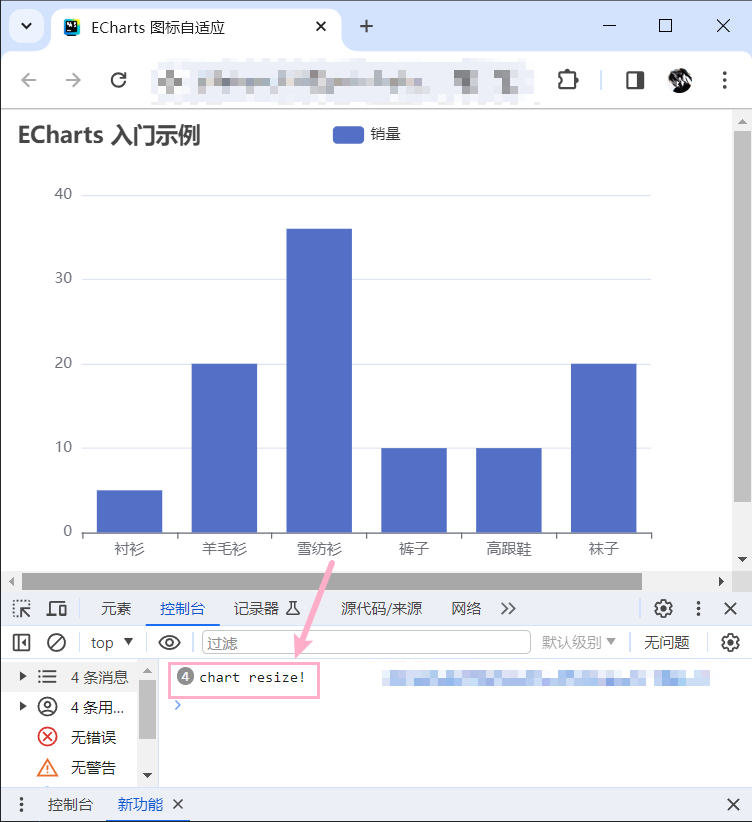 ECharts 图标自适应
ECharts 入门示例
销量
40
30
20
10
0
衬衫 羊毛衫 雪纺衫 裤子 高跟鞋 袜子
元素 控制台 记录器 源代码/来源 网络
top 过滤 默认级别 无问题
4 条消息
4 chart resize!
4 条用...
无错误
无警告
控制台 新功能